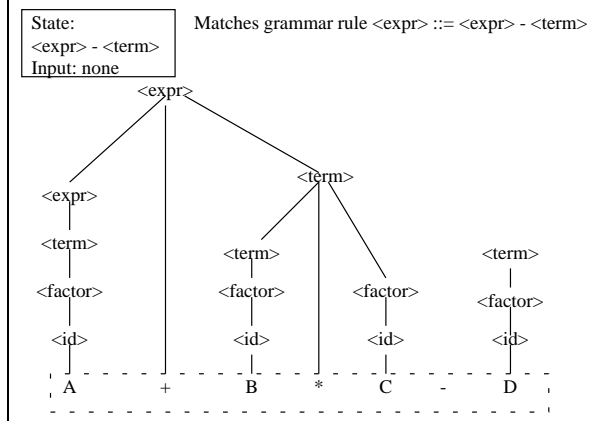 State:
<expr> - <term>
Input: none
Matches grammar rule <expr> ::= <expr> - <term>
<expr>
<term>
<expr>
<term>
<term>
<term>
<factor>
<factor>
<factor>
<factor>
<id>
<id>
<id>
<id>
A + B * C - D